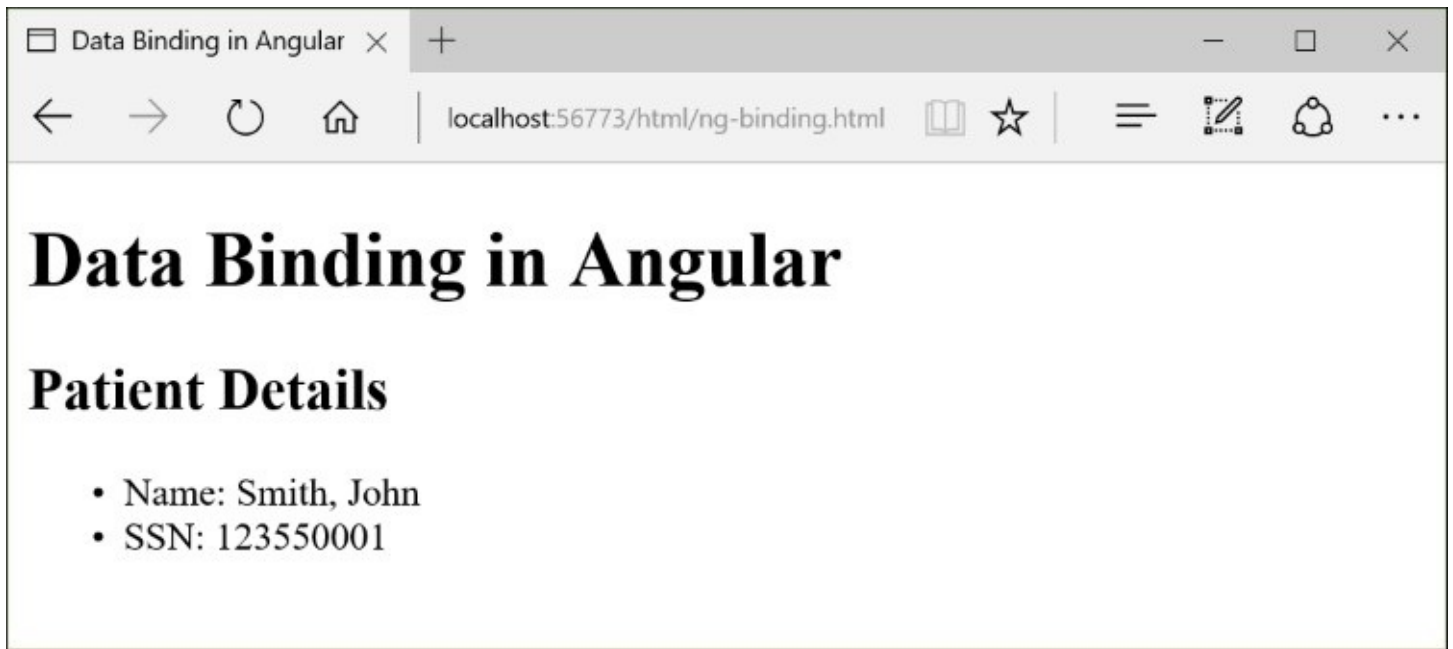 Data Binding in Angular
localhost:56773/html/ng-binding.html
Data Binding in Angular
Patient Details
• Name: Smith, John
• SSN: 123550001